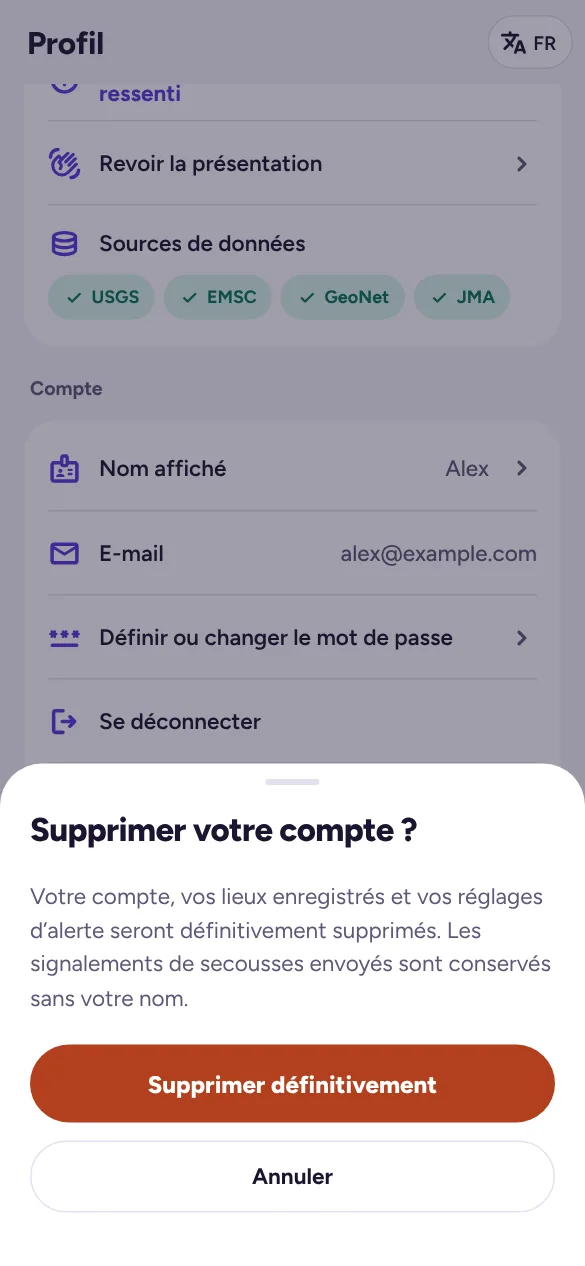 Profil
FR
ressenti
Revoir la présentation
Sources de données
USGS
EMSC
GeoNet
JMA
Compte
Nom affiché
Alex
E-mail
alex@example.com
Définir ou changer le mot de passe
Se déconnecter
Supprimer votre compte ?
Votre compte, vos lieux enregistrés et vos réglages
d’alerte seront définitivement supprimés. Les
signalements de secousses envoyés sont conservés
sans votre nom.
Supprimer définitivement
Annuler